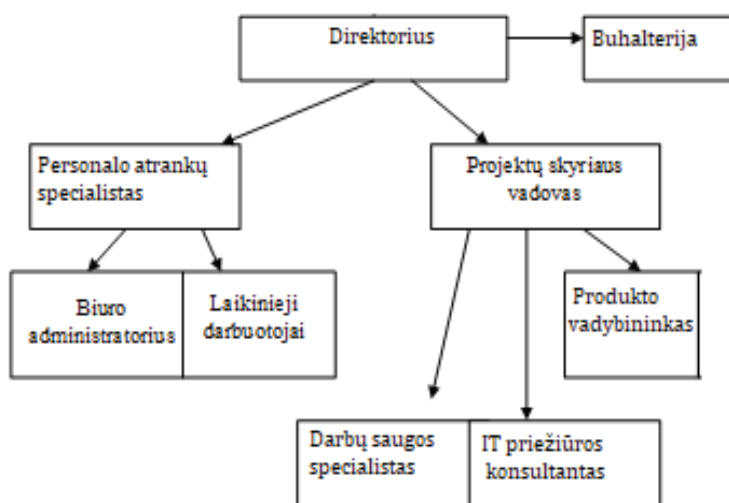 Direktorius
Buhalterija
Personalo atrankų
specialistas
Projektų skyriaus
vadovas
Biuro
administratorius
Laikinieji
darbuotojai
Produkto
vadybininkas
Darbų saugos
specialistas
IT priežiūros
konsultantas